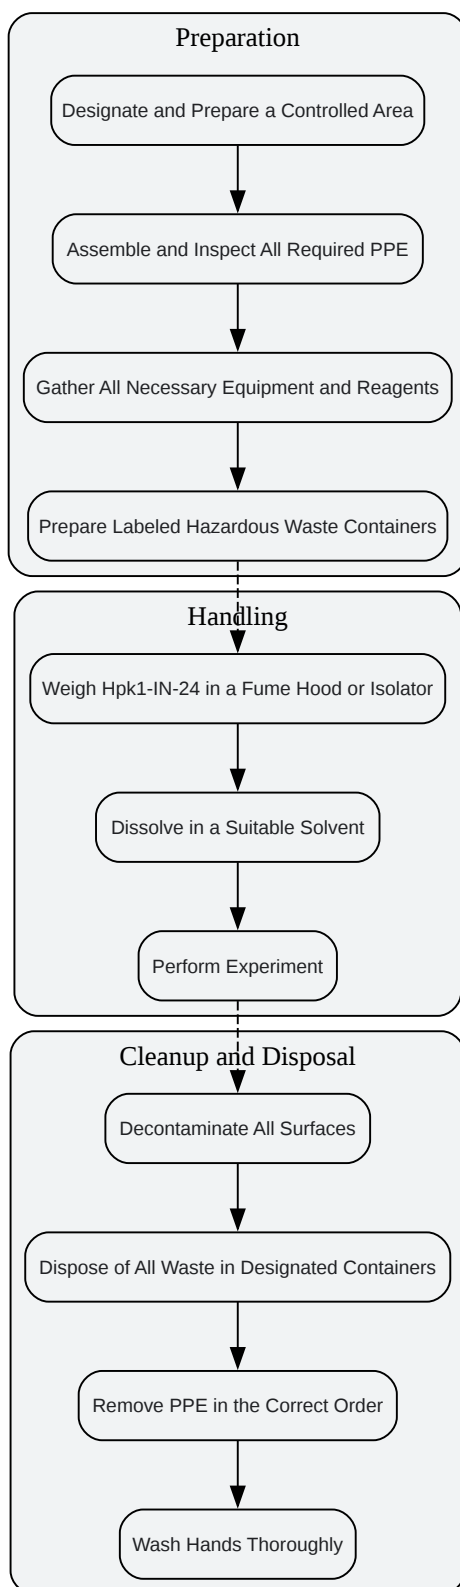 Preparation
Designate and Prepare a Controlled Area
Assemble and Inspect All Required PPE
Gather All Necessary Equipment and Reagents
Prepare Labeled Hazardous Waste Containers
Handling
Weigh Hpk1-IN-24 in a Fume Hood or Isolator
Dissolve in a Suitable Solvent
Perform Experiment
Cleanup and Disposal
Decontaminate All Surfaces
Dispose of All Waste in Designated Containers
Remove PPE in the Correct Order
Wash Hands Thoroughly